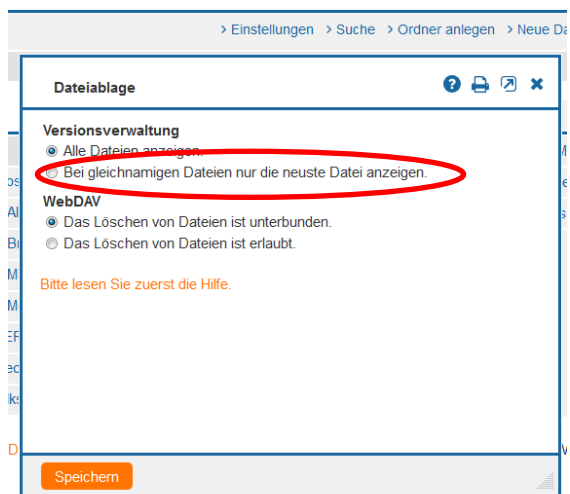 > Einstellungen > Suche > Ordner anlegen > Neue Da
Dateiablage
Versionsverwaltung
Alle Dateien anzeigen.
Bei gleichnamigen Dateien nur die neuste Datei anzeigen.
WebDAV
Das Löschen von Dateien ist unterbunden.
Das Löschen von Dateien ist erlaubt.
Bitte lesen Sie zuerst die Hilfe.
Speichern